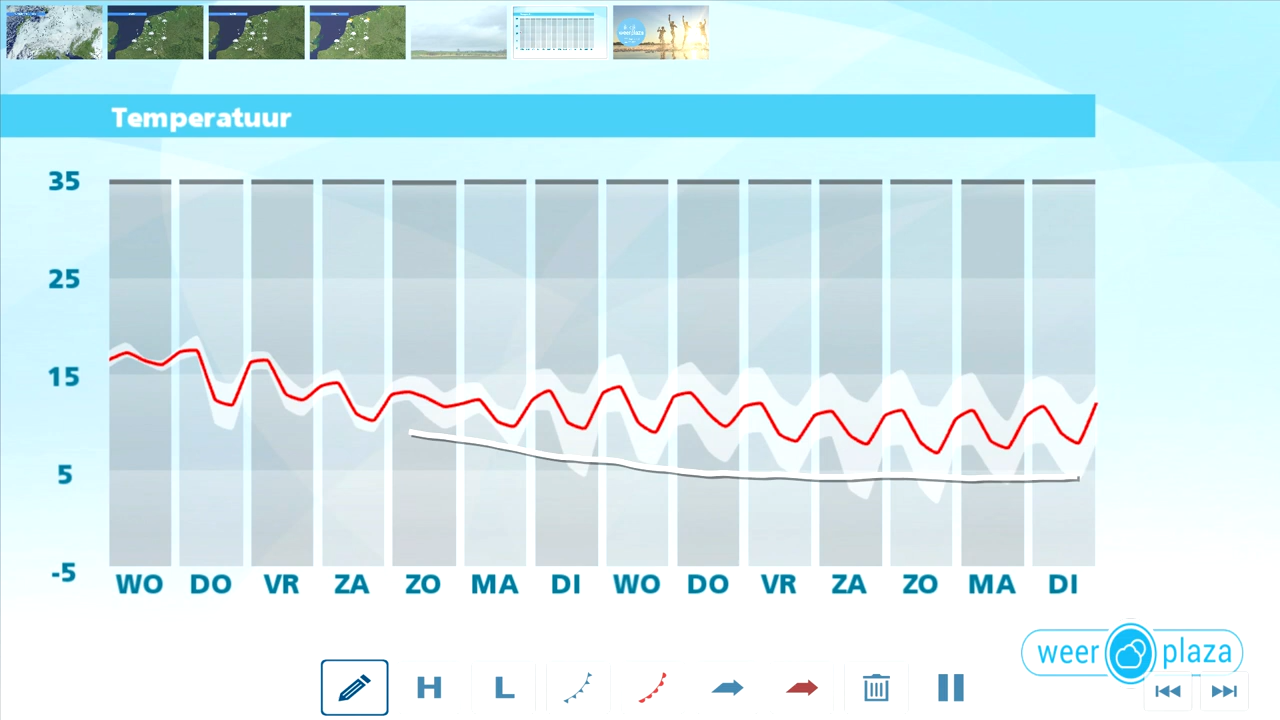 Temperatuur
35
25
15
5
-5
WO DO VR ZA ZO MA DI WO DO VR ZA ZO MA DI
weer plaza
H L